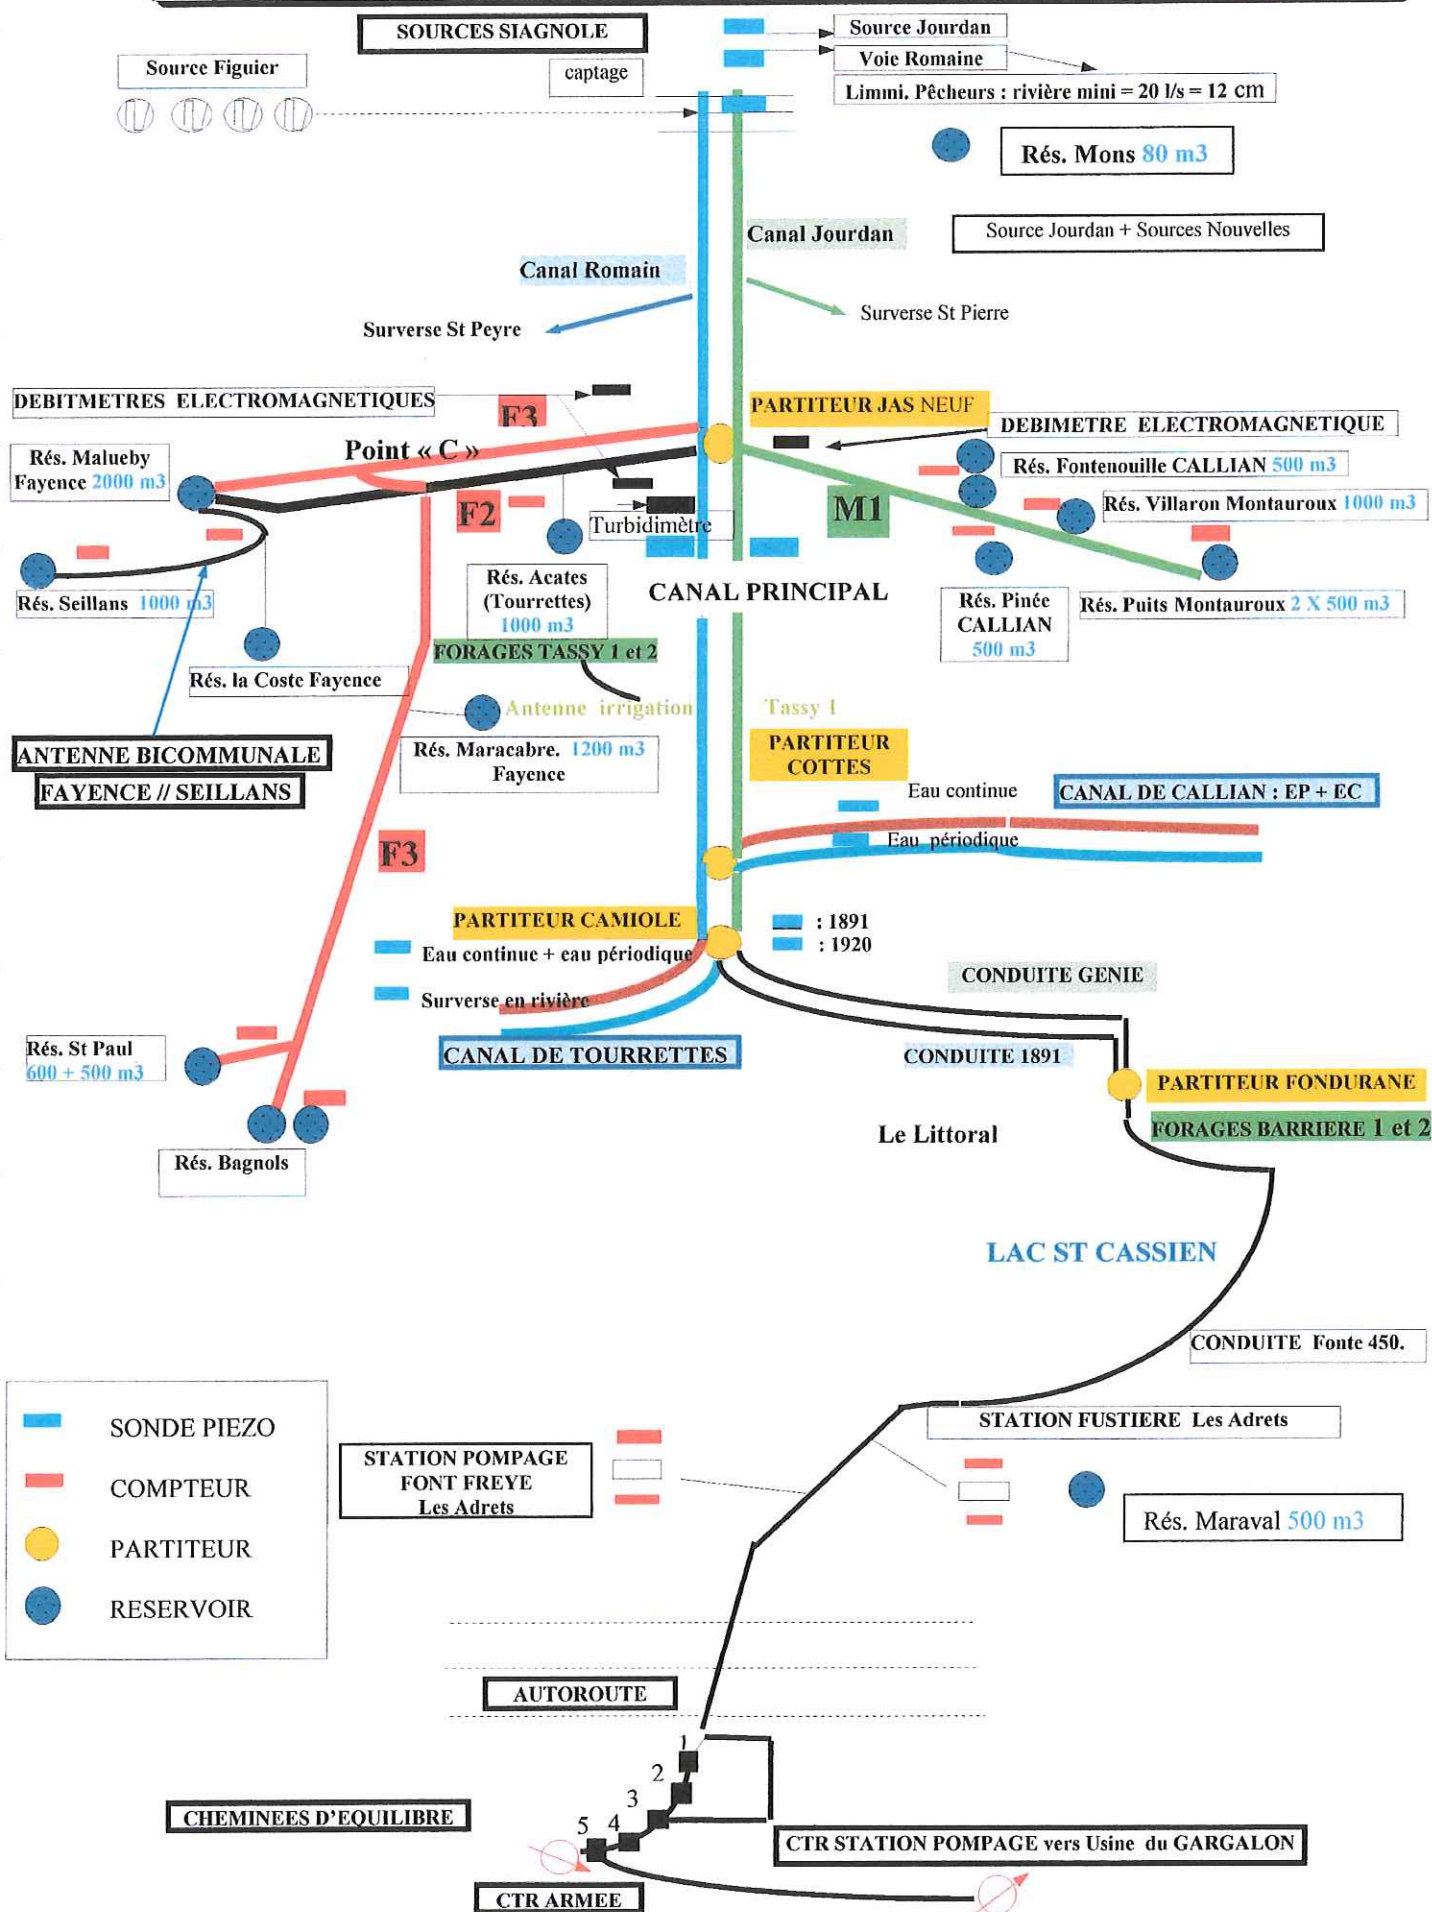 SOURCES SIAGNOLE
Source Jourdan
Voie Romaine
Source Figuier
captage
Limmi, Pêcheurs : rivière mini = 20 l/s = 12 cm
Rés. Mons 80 m3
Canal Jourdan
Source Jourdan + Sources Nouvelles
Canal Romain
Surverse St Pierre
Surverse St Peyre
DEBITMETRES ELECTROMAGNETIQUES
F3
PARTITEUR JAS NEUF
DEBIMETRE ELECTROMAGNETIQUE
Point « C »
Rés. Malueby
Fayence 2000 m3
Rés. Fontenouille CALLIAN 500 m3
Rés. Villaron Montauroux 1000 m3
F2
M1
Turbidimètre
Rés. Seillans 1000 m3
Rés. Acates
(Tourrettes)
1000 m3
CANAL PRINCIPAL
Rés. Pinée
CALLIAN
500 m3
Rés. Puits Montauroux 2 X 500 m3
FORAGES TASSY 1 et 2
Rés. la Coste Fayence
Antenne irrigation
Tassy 1
ANTENNE BICOMMUNALE
FAYENCE // SEILLANS
Rés. Maracabre. 1200 m3
Fayence
PARTITEUR
COTTES
Eau continue
CANAL DE CALLIAN : EP + EC
Eau périodique
F3
PARTITEUR CAMIOLE
: 1891
: 1920
Eau continue + eau périodique
CONDUITE GENIE
Surverse en rivière
Rés. St Paul
600 + 500 m3
CANAL DE TOURRETTES
CONDUITE 1891
PARTITEUR FONDURANE
Le Littoral
FORAGES BARRIERE 1 et 2
Rés. Bagnols
LAC ST CASSIEN
CONDUITE Fonte 450.
SONDE PIEZO
COMPTEUR
PARTITEUR
RESERVOIR
STATION FUSTIERE Les Adrets
STATION POMPAGE
FONT FREYE
Les Adrets
Rés. Maraval 500 m3
AUTOROUTE
1
2
3
4
5
CHEMINEES D'EQUILIBRE
CTR STATION POMPAGE vers Usine du GARGALON
CTR ARMEE